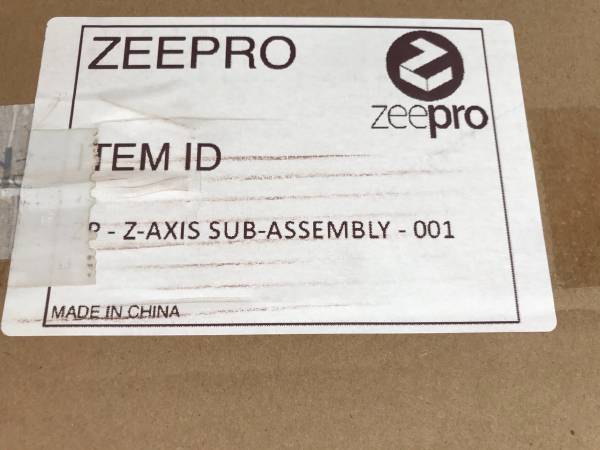 ZEEPRO
zeepro
TEM ID
P - Z-AXIS SUB-ASSEMBLY - 001
MADE IN CHINA